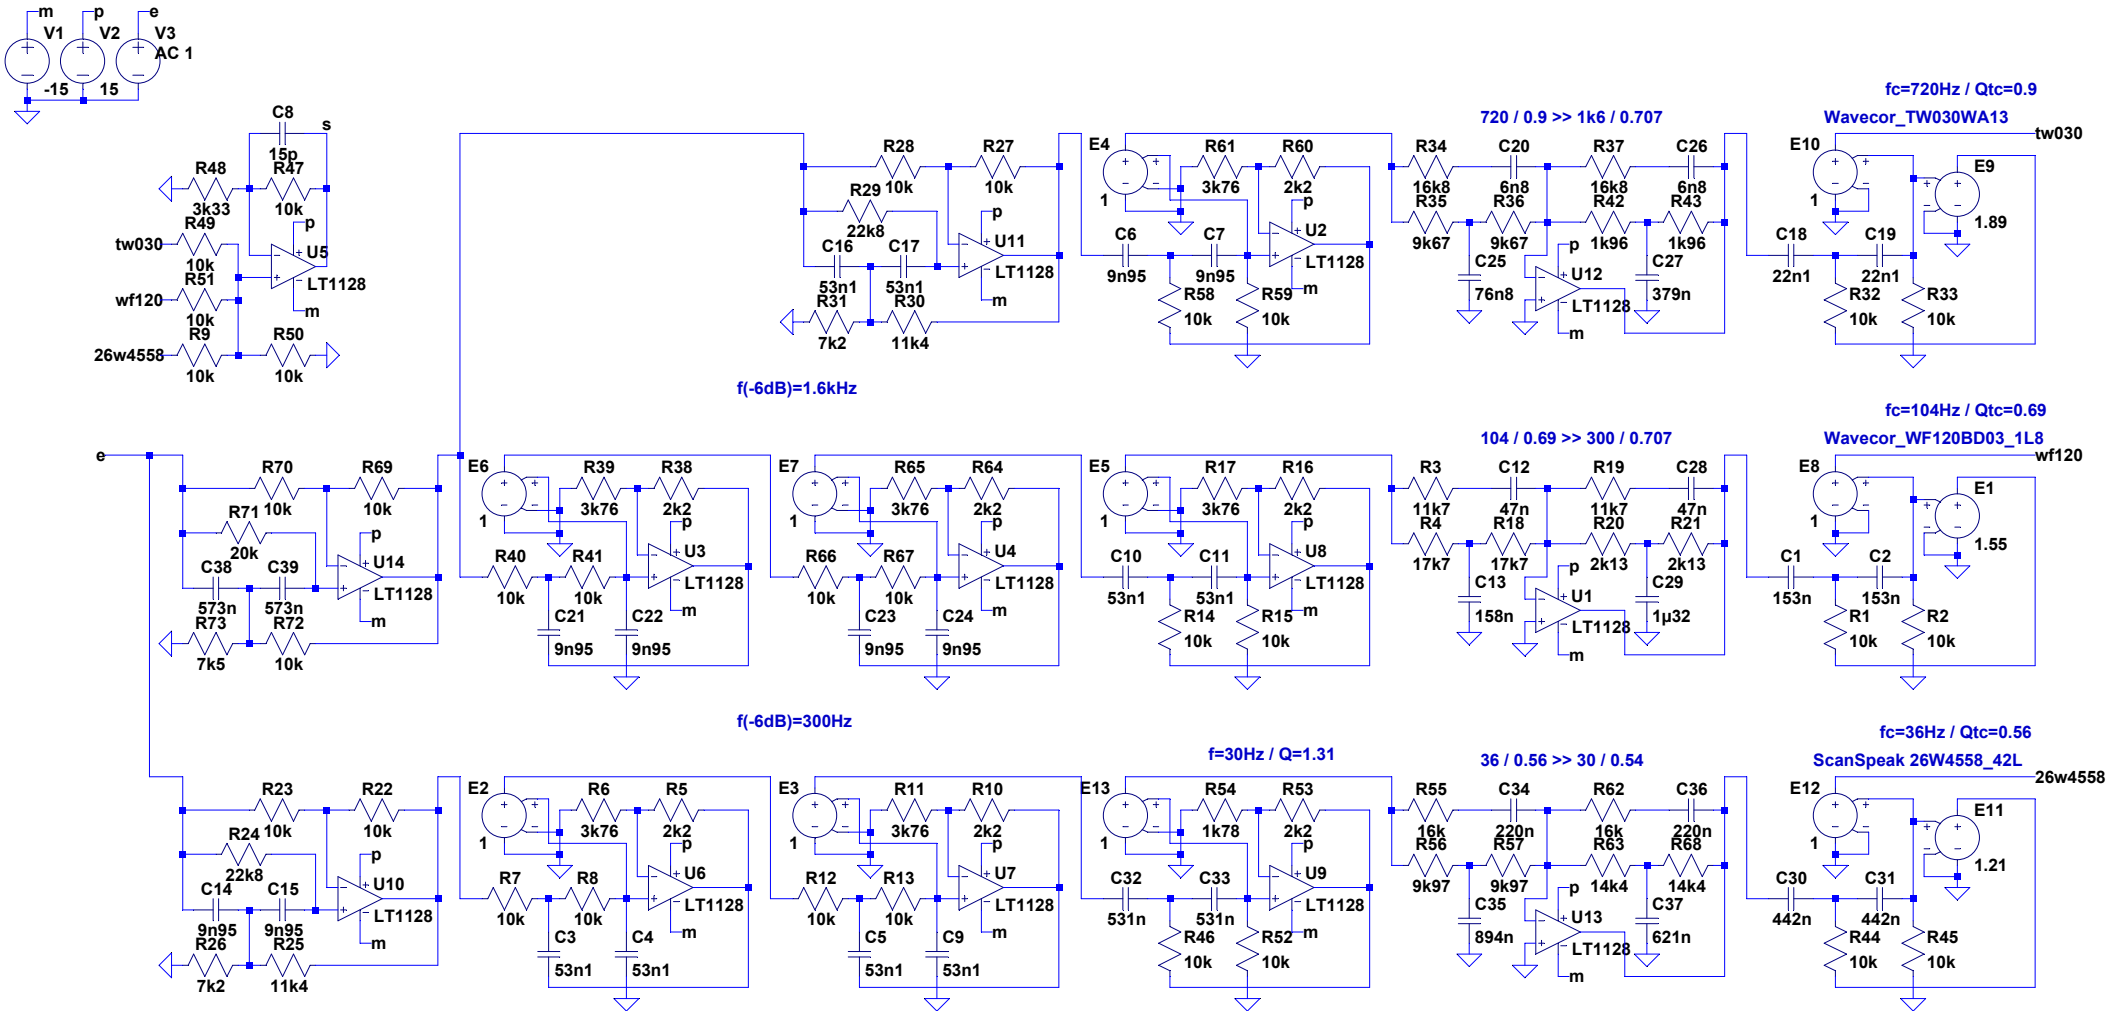 m p e
V1 V2 V3
AC 1
-15 15
C8 s
15p
R48 R47
3k33 10k
R49 p
tw030
10k U5
R51
LT1128
wf120
10k m
R9 R50
26w4558
10k 10k
fc=720Hz / Qtc=0.9
720 / 0.9 >> 1k6 / 0.707 Wavecor_TW030WA13
tw030
R28 R27 E4 R61 R60 R34 C20 R37 C26 E10
10k 10k 3k76 2k2 16k8 6n8 16k8 6n8 E9
R29 1 p R35 R36 R42 R43 1
22k8 p 9k67 9k67 1k96 1k96 1.89
C16 C17 U11 C6 C7 U2 p C18 C19
53n1 53n1 LT1128 9n95 9n95 LT1128 C25 U12 C27 22n1 22n1
R31 R30 m R58 R59 m 76n8 LT1128 379n R32 R33
7k2 11k4 10k 10k m 10k 10k
f(-6dB)=1.6kHz
fc=104Hz / Qtc=0.69
104 / 0.69 >> 300 / 0.707 Wavecor_WF120BD03_1L8
e wf120
R70 R69 E6 R39 R38 E7 R65 R64 E5 R17 R16 R3 C12 R19 C28 E8
10k 10k 3k76 2k2 3k76 2k2 3k76 2k2 11k7 47n 11k7 47n E1
R71 1 p 1 p 1 p R4 R18 R20 R21 1
20k p 17k7 17k7 2k13 2k13 1.55
C38 C39 U14 R40 R41 U3 R66 R67 U4 C10 C11 U8 p C1 C2
573n 573n LT1128 10k 10k LT1128 10k 10k LT1128 53n1 53n1 LT1128 C13 U1 C29 153n 153n
R73 R72 m C21 C22 m C23 C24 m R14 R15 m 158n LT1128 1µ32 R1 R2
7k5 10k 9n95 9n95 9n95 9n95 10k 10k m 10k 10k
f(-6dB)=300Hz
fc=36Hz / Qtc=0.56
f=30Hz / Q=1.31 36 / 0.56 >> 30 / 0.54 ScanSpeak 26W4558_42L
26w4558
R23 R22 E2 R6 R5 E3 R11 R10 E13 R54 R53 R55 C34 R62 C36 E12
10k 10k 3k76 2k2 3k76 2k2 1k78 2k2 16k 220n 16k 220n E11
R24 1 p 1 p 1 p R56 R57 R63 R68 1
22k8 p 9k97 9k97 14k4 14k4 1.21
C14 C15 U10 R7 R8 U6 R12 R13 U7 C32 C33 U9 p C30 C31
9n95 9n95 LT1128 10k 10k LT1128 10k 10k LT1128 531n 531n LT1128 C35 U13 C37 442n 442n
R26 R25 m C3 C4 m C5 C9 m R46 R52 m 894n LT1128 621n R44 R45
7k2 11k4 53n1 53n1 53n1 53n1 10k 10k m 10k 10k